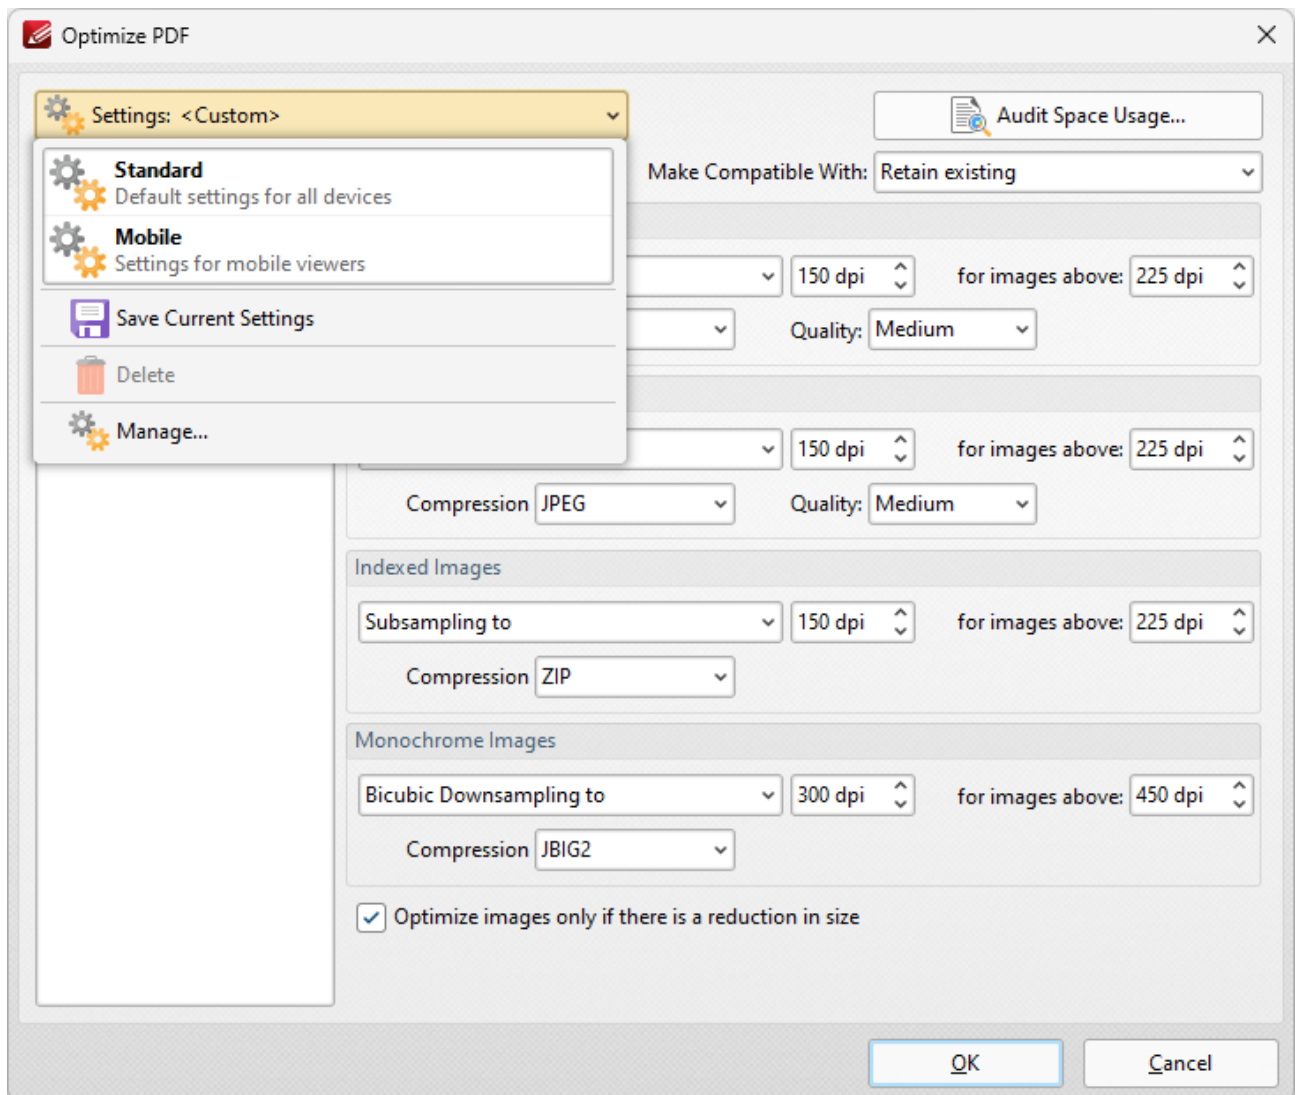 Optimize PDF
Settings: <Custom>
Audit Space Usage...
Standard
Default settings for all devices
Make Compatible With: Retain existing
Mobile
Settings for mobile viewers
150 dpi for images above: 225 dpi
Save Current Settings
Quality: Medium
Delete
Manage...
150 dpi for images above: 225 dpi
Compression JPEG Quality: Medium
Indexed Images
Subsampling to 150 dpi for images above: 225 dpi
Compression ZIP
Monochrome Images
Bicubic Downsampling to 300 dpi for images above: 450 dpi
Compression JBIG2
Optimize images only if there is a reduction in size
OK Cancel